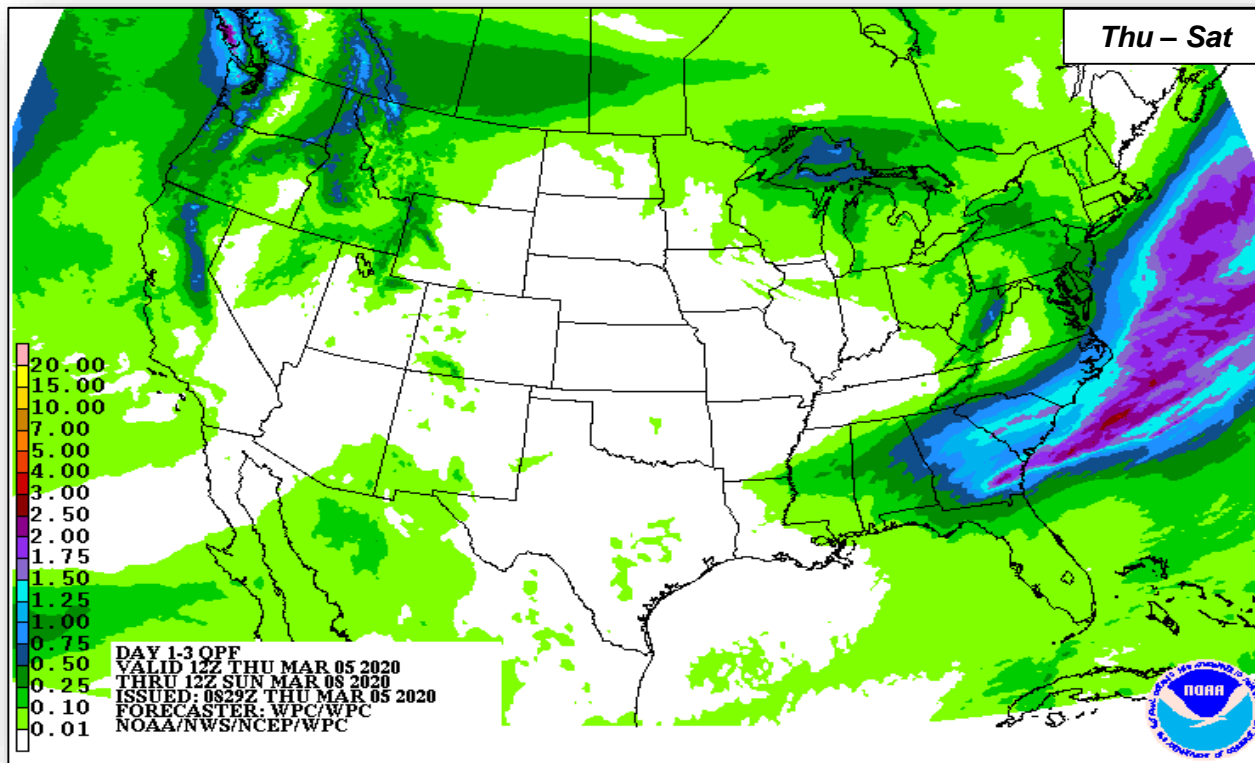 Thu – Sat
20.00
15.00
10.00
7.00
5.00
4.00
3.00
2.50
2.00
1.75
1.50
1.25
1.00
0.75
0.50
0.25
0.10
0.01
DAY 1-3 QPF
VALID 12Z THU MAR 05 2020
THRU 12Z SUN MAR 08 2020
ISSUED: 0829Z THU MAR 05 2020
FORECASTER: WPC/WPC
NOAA/NWS/NCEP/WPC
NOAA